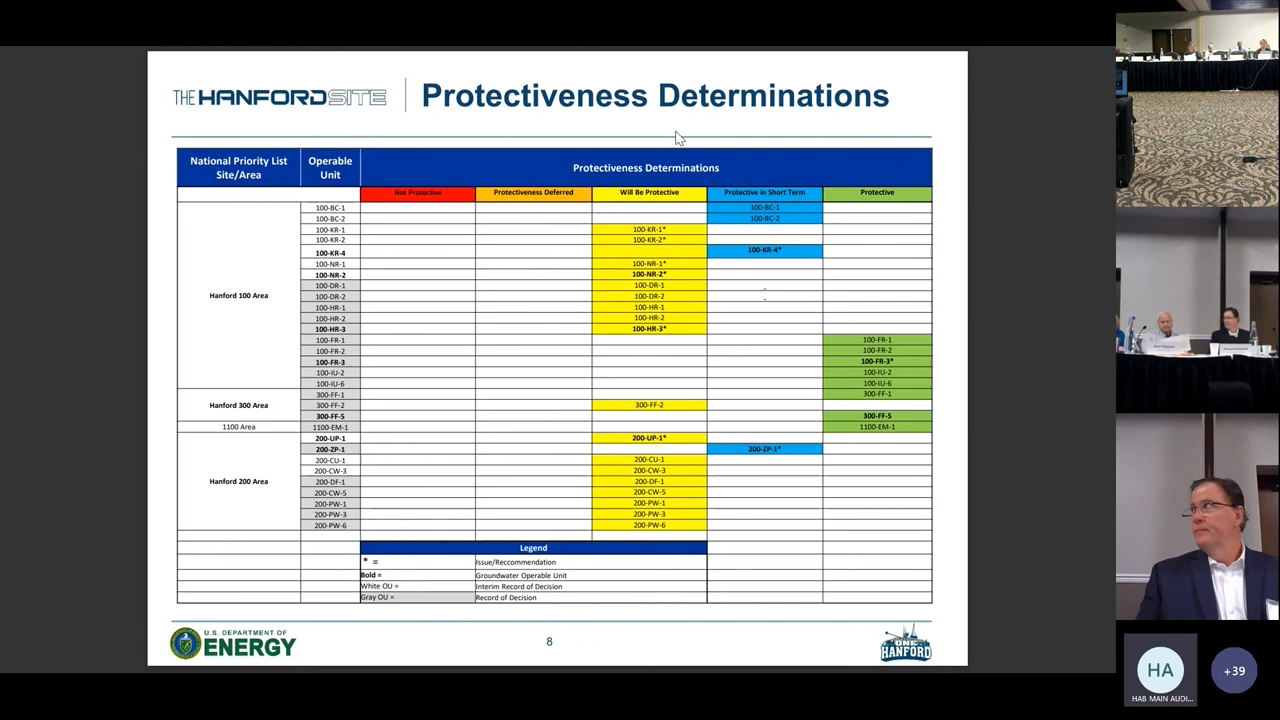 THE HANFORD SITE
Protectiveness Determinations
National Priority List Site/Area
Operable Unit
Protectiveness Determinations
Not Protective
Protectiveness Deferred
Will Be Protective
Protective in Short Term
Protective
100-BC-1 100-BC-1
100-BC-2 100-BC-2
100-KR-1 100-KR-1*
100-KR-2 100-KR-2*
100-KR-4 100-KR-4*
100-NR-1 100-NR-1*
100-NR-2 100-NR-2*
100-DR-1 100-DR-1 -
Hanford 100 Area 100-DR-2 100-DR-2 -
100-HR-1 100-HR-1
100-HR-2 100-HR-2
100-HR-3 100-HR-3*
100-FR-1 100-FR-1
100-FR-2 100-FR-2
100-FR-3 100-FR-3*
100-IU-2 100-IU-2
100-IU-6 100-IU-6
300-FF-1 300-FF-1
Hanford 300 Area 300-FF-2 300-FF-2
300-FF-5 300-FF-5
1100 Area 1100-EM-1 1100-EM-1
200-UP-1 200-UP-1*
200-ZP-1 200-ZP-1*
200-CU-1 200-CU-1
200-CW-3 200-CW-3
Hanford 200 Area 200-DF-1 200-DF-1
200-CW-5 200-CW-5
200-PW-1 200-PW-1
200-PW-3 200-PW-3
200-PW-6 200-PW-6
Legend
* = Issue/Reccommendation
Bold = Groundwater Operable Unit
White OU = Interim Record of Decision
Gray OU = Record of Decision
U.S. DEPARTMENT OF
ENERGY
8
ONE
HANFORD
HA
HAB MAIN AUDI...
+39